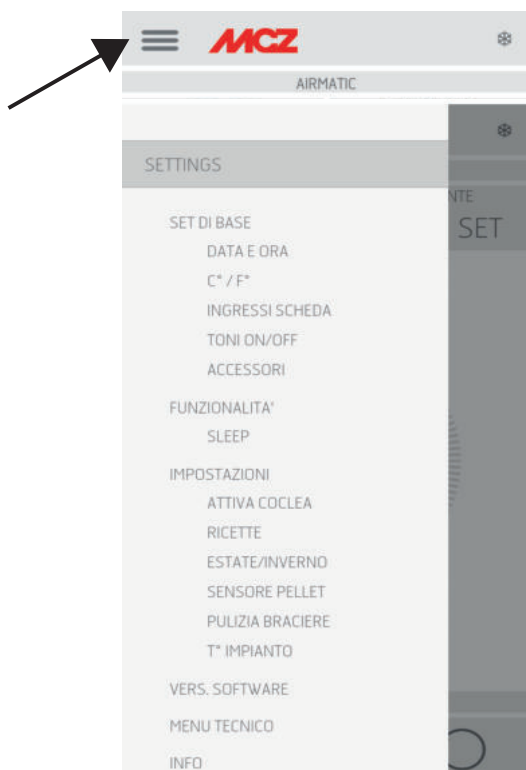 MCZ
AIRMATIC
SETTINGS
NTE
SET
SET DI BASE
DATA E ORA
C° / F°
INGRESSI SCHEDA
TONI ON/OFF
ACCESSORI
FUNZIONALITA'
SLEEP
IMPOSTAZIONI
ATTIVA COCLEA
RICETTE
ESTATE/INVERNO
SENSORE PELLET
PULIZIA BRACIERE
T° IMPIANTO
VERS. SOFTWARE
MENU TECNICO
INFO